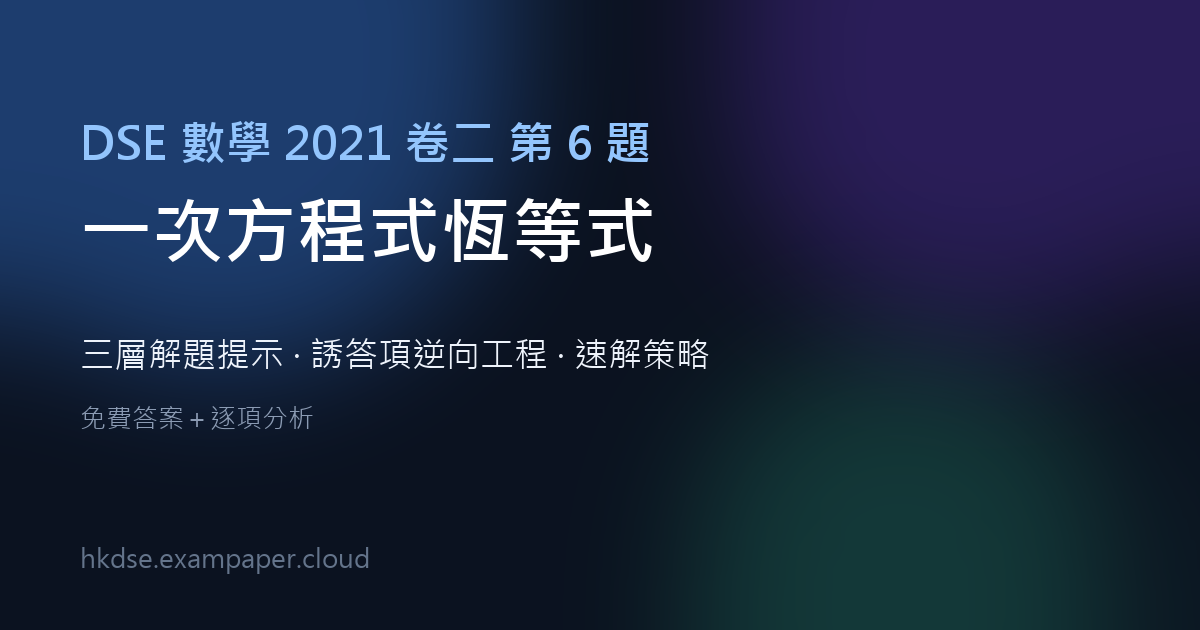 DSE 數學 2021 卷二 第 6 題
一次方程式恆等式
三層解題提示 · 誘答項逆向工程 · 速解策略
免費答案 + 逐項分析
hkdse.exampaper.cloud